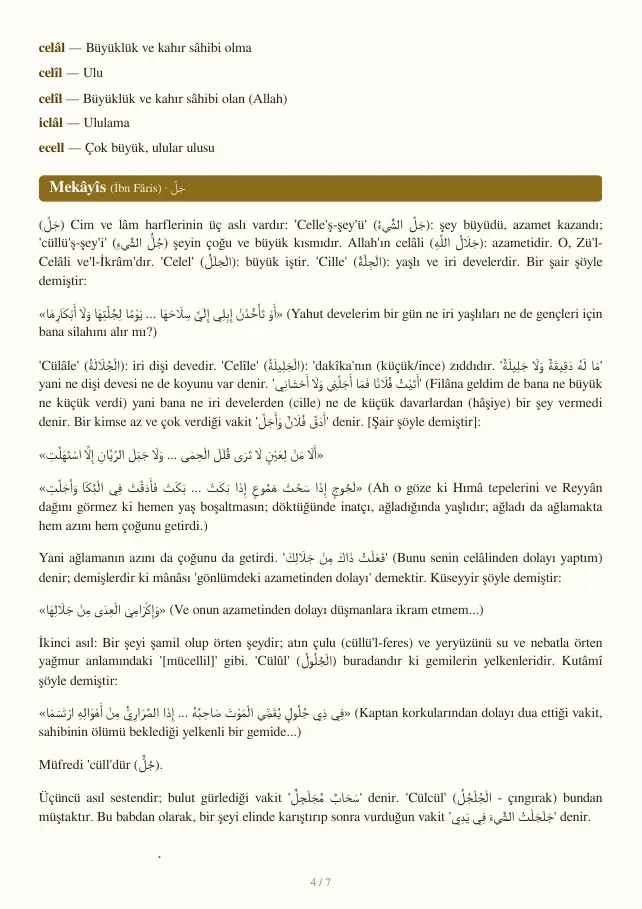 celâl — Büyüklük ve kahır sâhibi olma
celîl — Ulu
celîl — Büyüklük ve kahır sâhibi olan (Allah)
iclâl — Ululama
ecell — Çok büyük, ulular ulusu
Mekâyîs (İbn Fâris) · جَلَّ
(جَلَّ) Cim ve lâm harflerinin üç aslı vardır: 'Celle'ş-şey'ü' (جَلَّ الشَّيْءُ): şey büyüdü, azamet kazandı;
'cüllü'ş-şey'i' (جُلُّ الشَّيْءِ) şeyin çoğu ve büyük kısmıdır. Allah'ın celâli (جَلَالُ اللَّهِ): azametidir. O, Zü'l-
Celâli ve'l-İkrâm'dır. 'Celel' (الْجَلَلُ): büyük iştir. 'Cille' (الْجِلَّةُ): yaşlı ve iri develerdir. Bir şair şöyle
demiştir:
«أَوْ تَأْخُذَنْ إِبِلِي إِلَيَّ سِلَاحَهَا ... يَوْمًا لِجُلَّتِهَا وَلَا أَبْكَارِهَا» (Yahut develerim bir gün ne iri yaşlıları ne de gençleri için
bana silahını alır mı?)
'Cülâle' (الْجُلَالَةُ): iri dişi devedir. 'Celîle' (الْجَلِيلَةُ): 'dakîka'nın (küçük/ince) zıddıdır. 'مَا لَهُ دَقِيقَةٌ وَلَا جَلِيلَةٌ'
yani ne dişi devesi ne de koyunu var denir. 'أَتَيْتُ فُلَانًا فَمَا أَجَلَّنِي وَلَا أَحْشَانِي' (Filâna geldim de bana ne büyük
ne küçük verdi) yani bana ne iri develerden (cille) ne de küçük davarlardan (hâşiye) bir şey vermedi
denir. Bir kimse az ve çok verdiği vakit 'أَدَقَّ فُلَانٌ وَأَجَلَّ' denir. [Şair şöyle demiştir]:
«أَلَا مَنْ لِعَيْنٍ لَا تَرَى قُلَلَ الْحِمَى ... وَلَا جَبَلَ الرَّيَّانِ إِلَّا اسْتَهَلَّتِ»
«لَجُوجٍ إِذَا سَحَّتْ هَمُوعٍ إِذَا بَكَتْ ... بَكَتْ فَأَدَقَّتْ فِي الْبُكَا وَأَجَلَّتِ» (Ah o göze ki Hımâ tepelerini ve Reyyân
dağını görmez ki hemen yaş boşaltmasın; döktüğünde inatçı, ağladığında yaşlıdır; ağladı da ağlamakta
hem azını hem çoğunu getirdi.)
Yani ağlamanın azını da çoğunu da getirdi. 'فَعَلْتُ ذَاكَ مِنْ جَلَالِكَ' (Bunu senin celâlinden dolayı yaptım)
denir; demişlerdir ki mânâsı 'gönlümdeki azametinden dolayı' demektir. Küseyyir şöyle demiştir:
«وَإِكْرَامِيَ الْعِدَى مِنْ جَلَالِهَا» (Ve onun azametinden dolayı düşmanlara ikram etmem...)
İkinci asıl: Bir şeyi şamil olup örten şeydir; atın çulu (cüllü'l-feres) ve yeryüzünü su ve nebatla örten
yağmur anlamındaki '[mücellil]' gibi. 'Cülûl' (الْجُلُولُ) buradandır ki gemilerin yelkenleridir. Kutâmî
şöyle demiştir:
«فِي ذِي جُلُولٍ يُقَضِّي الْمَوْتَ صَاحِبُهُ ... إِذَا الصَّرَارِيُّ مِنْ أَهْوَالِهِ ارْتَسَمَا» (Kaptan korkularından dolayı dua ettiği vakit,
sahibinin ölümü beklediği yelkenli bir gemide...)
Müfredi 'cüll'dür (جُلٌّ).
Üçüncü asıl sestendir; bulut gürlediği vakit 'سَحَابٌ مُجَلْجِلٌ' denir. 'Cülcül' (الْجُلْجُلُ - çıngırak) bundan
müştaktır. Bu babdan olarak, bir şeyi elinde karıştırıp sonra vurduğun vakit 'جَلْجَلْتُ الشَّيْءَ فِي يَدِي' denir.
.
4 / 7